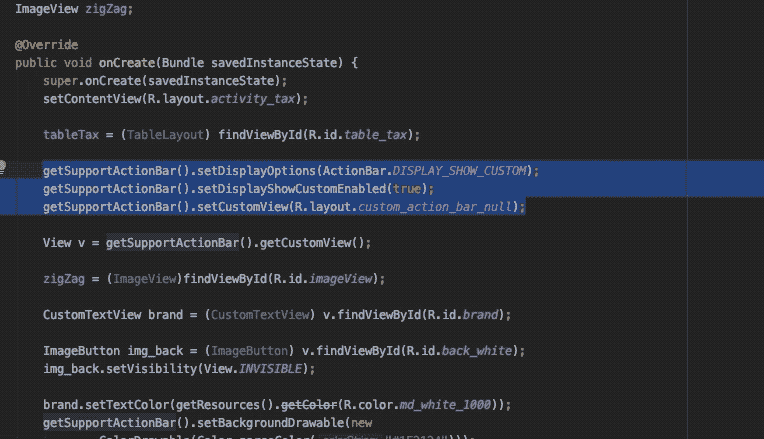 ImageView zigZag;
@Override
public void onCreate(Bundle savedInstanceState) {
super.onCreate(savedInstanceState);
setContentView(R.layout.activity_tax);
tableTax = (TableLayout) findViewById(R.id.table_tax);
getSupportActionBar().setDisplayOptions(ActionBar.DISPLAY_SHOW_CUSTOM);
getSupportActionBar().setDisplayShowCustomEnabled(true);
getSupportActionBar().setCustomView(R.layout.custom_action_bar_null);
View v = getSupportActionBar().getCustomView();
zigZag = (ImageView)findViewById(R.id.imageView);
CustomTextView brand = (CustomTextView) v.findViewById(R.id.brand);
ImageButton img_back = (ImageButton) v.findViewById(R.id.back_white);
img_back.setVisibility(View.INVISIBLE);
brand.setTextColor(getResources().getColor(R.color.md_white_1000));
getSupportActionBar().setBackgroundDrawable(new
ColorDrawable(Color.parseColor(